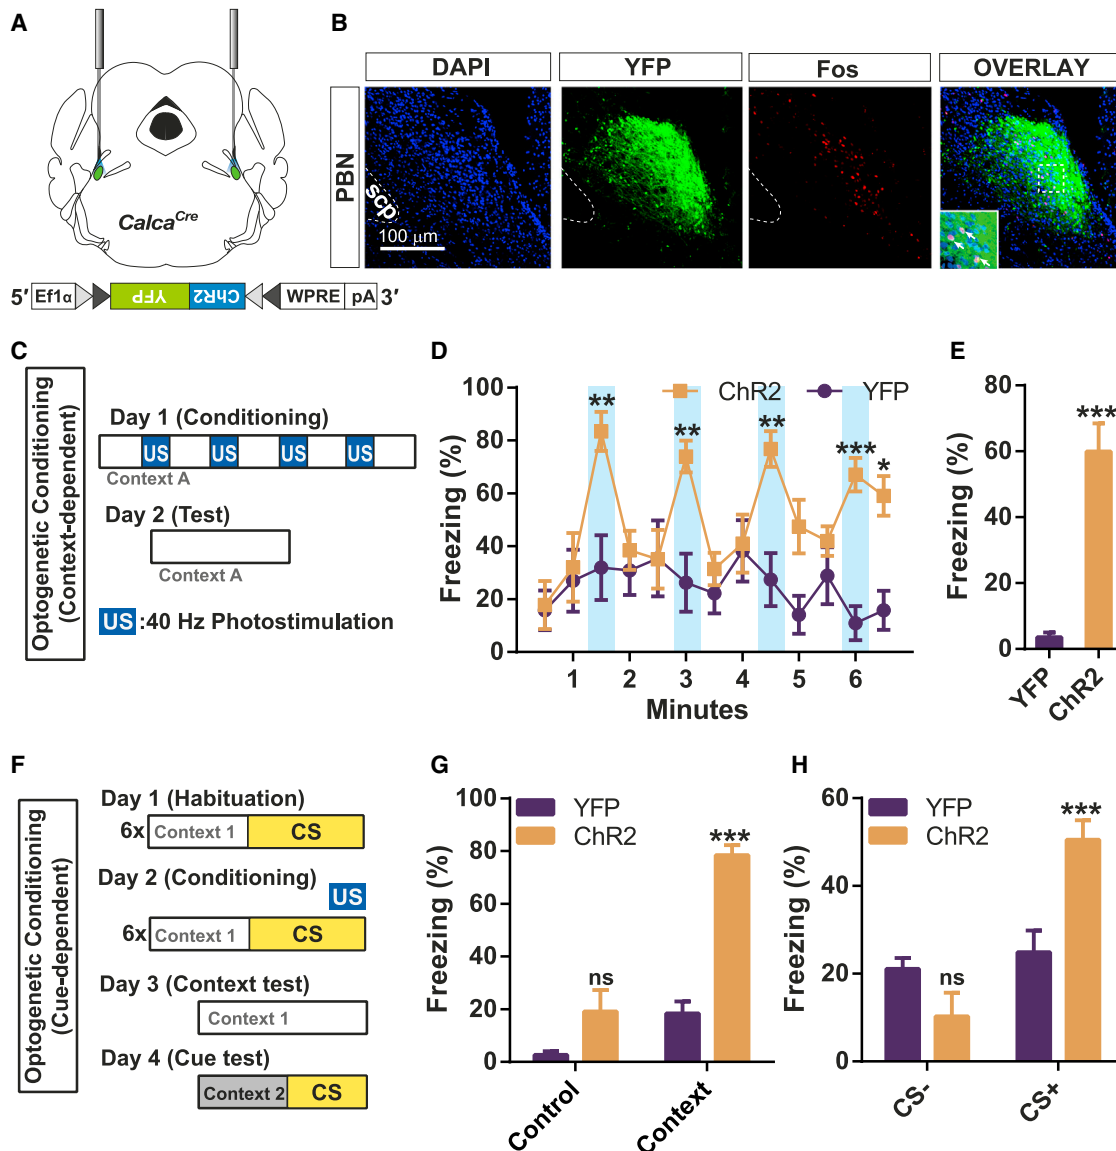 A
Calca^Cre
5′ Ef1α YFP ChR2 WPRE pA 3′
B
DAPI YFP Fos OVERLAY
PBN
scp
100 μm
C
Optogenetic Conditioning
(Context-dependent)
Day 1 (Conditioning)
US US US US
Context A
Day 2 (Test)
Context A
US :40 Hz Photostimulation
D
ChR2 YFP
Freezing (%)
100
80
60
40
20
0
** ** ** *** *
1 2 3 4 5 6
Minutes
E
Freezing (%)
80
60
40
20
0
***
YFP ChR2
F
Optogenetic Conditioning
(Cue-dependent)
Day 1 (Habituation)
6x Context 1 CS
Day 2 (Conditioning)
US
6x Context 1 CS
Day 3 (Context test)
Context 1
Day 4 (Cue test)
Context 2 CS
G
YFP
ChR2
Freezing (%)
100
80
60
40
20
0
ns ***
Control Context
H
YFP
ChR2
Freezing (%)
60
40
20
0
ns ***
CS- CS+